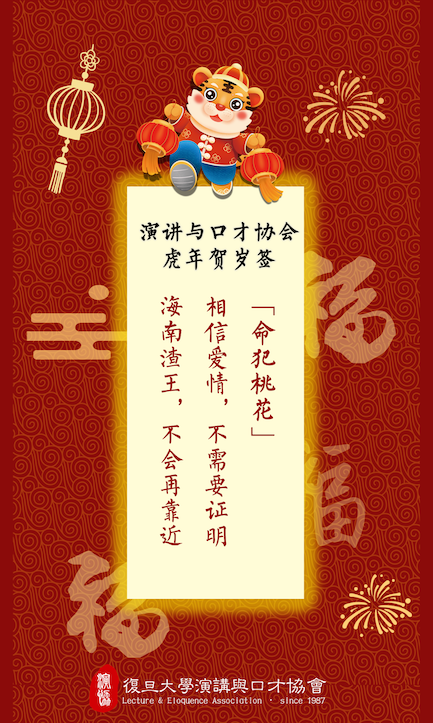 演讲与口才协会
虎年贺岁签
「命犯桃花」
相信爱情，不需要证明
海南渣王，不会再靠近
福
福
福
復旦大學演講與口才協會
Lecture & Eloquence Association · since 1987